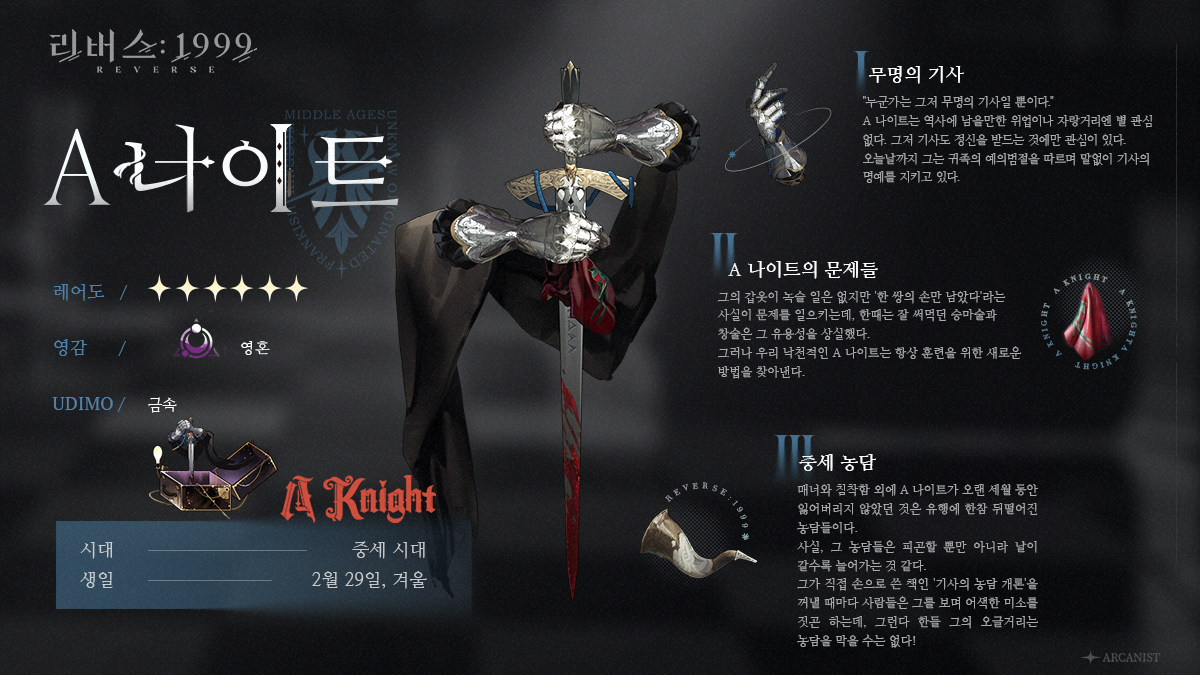 리버스:1999
REVERSE
A 나이트
MIDDLE AGES
레어도 /
영감 / 영혼
UDIMO / 금속
A Knight
시대 중세 시대
생일 2월 29일, 겨울
I 무명의 기사
"누군가는 그저 무명의 기사일 뿐이다."
A 나이트는 역사에 남을만한 위업이나 자랑거리엔 별 관심
없다. 그저 기사도 정신을 받드는 것에만 관심이 있다.
오늘날까지 그는 귀족의 예의범절을 따르며 말없이 기사의
명예를 지키고 있다.
II A 나이트의 문제들
그의 갑옷이 녹슬 일은 없지만 '한 쌍의 손만 남았다'라는
사실이 문제를 일으키는데, 한때는 잘 써먹던 승마술과
창술은 그 유용성을 상실했다.
그러나 우리 낙천적인 A 나이트는 항상 훈련을 위한 새로운
방법을 찾아낸다.
A KNIGHT A KNIGHT A KNIGHT A KNIGHT
III 중세 농담
매너와 침착함 외에 A 나이트가 오랜 세월 동안
잃어버리지 않았던 것은 유행에 한참 뒤떨어진
농담들이다.
사실, 그 농담들은 피곤할 뿐만 아니라 날이
갈수록 늘어가는 것 같다.
그가 직접 손으로 쓴 책인 '기사의 농담 개론'을
꺼낼 때마다 사람들은 그를 보며 어색한 미소를
짓곤 하는데, 그런다 한들 그의 오글거리는
농담을 막을 수는 없다!
REVERSE:1999
ARCANIST